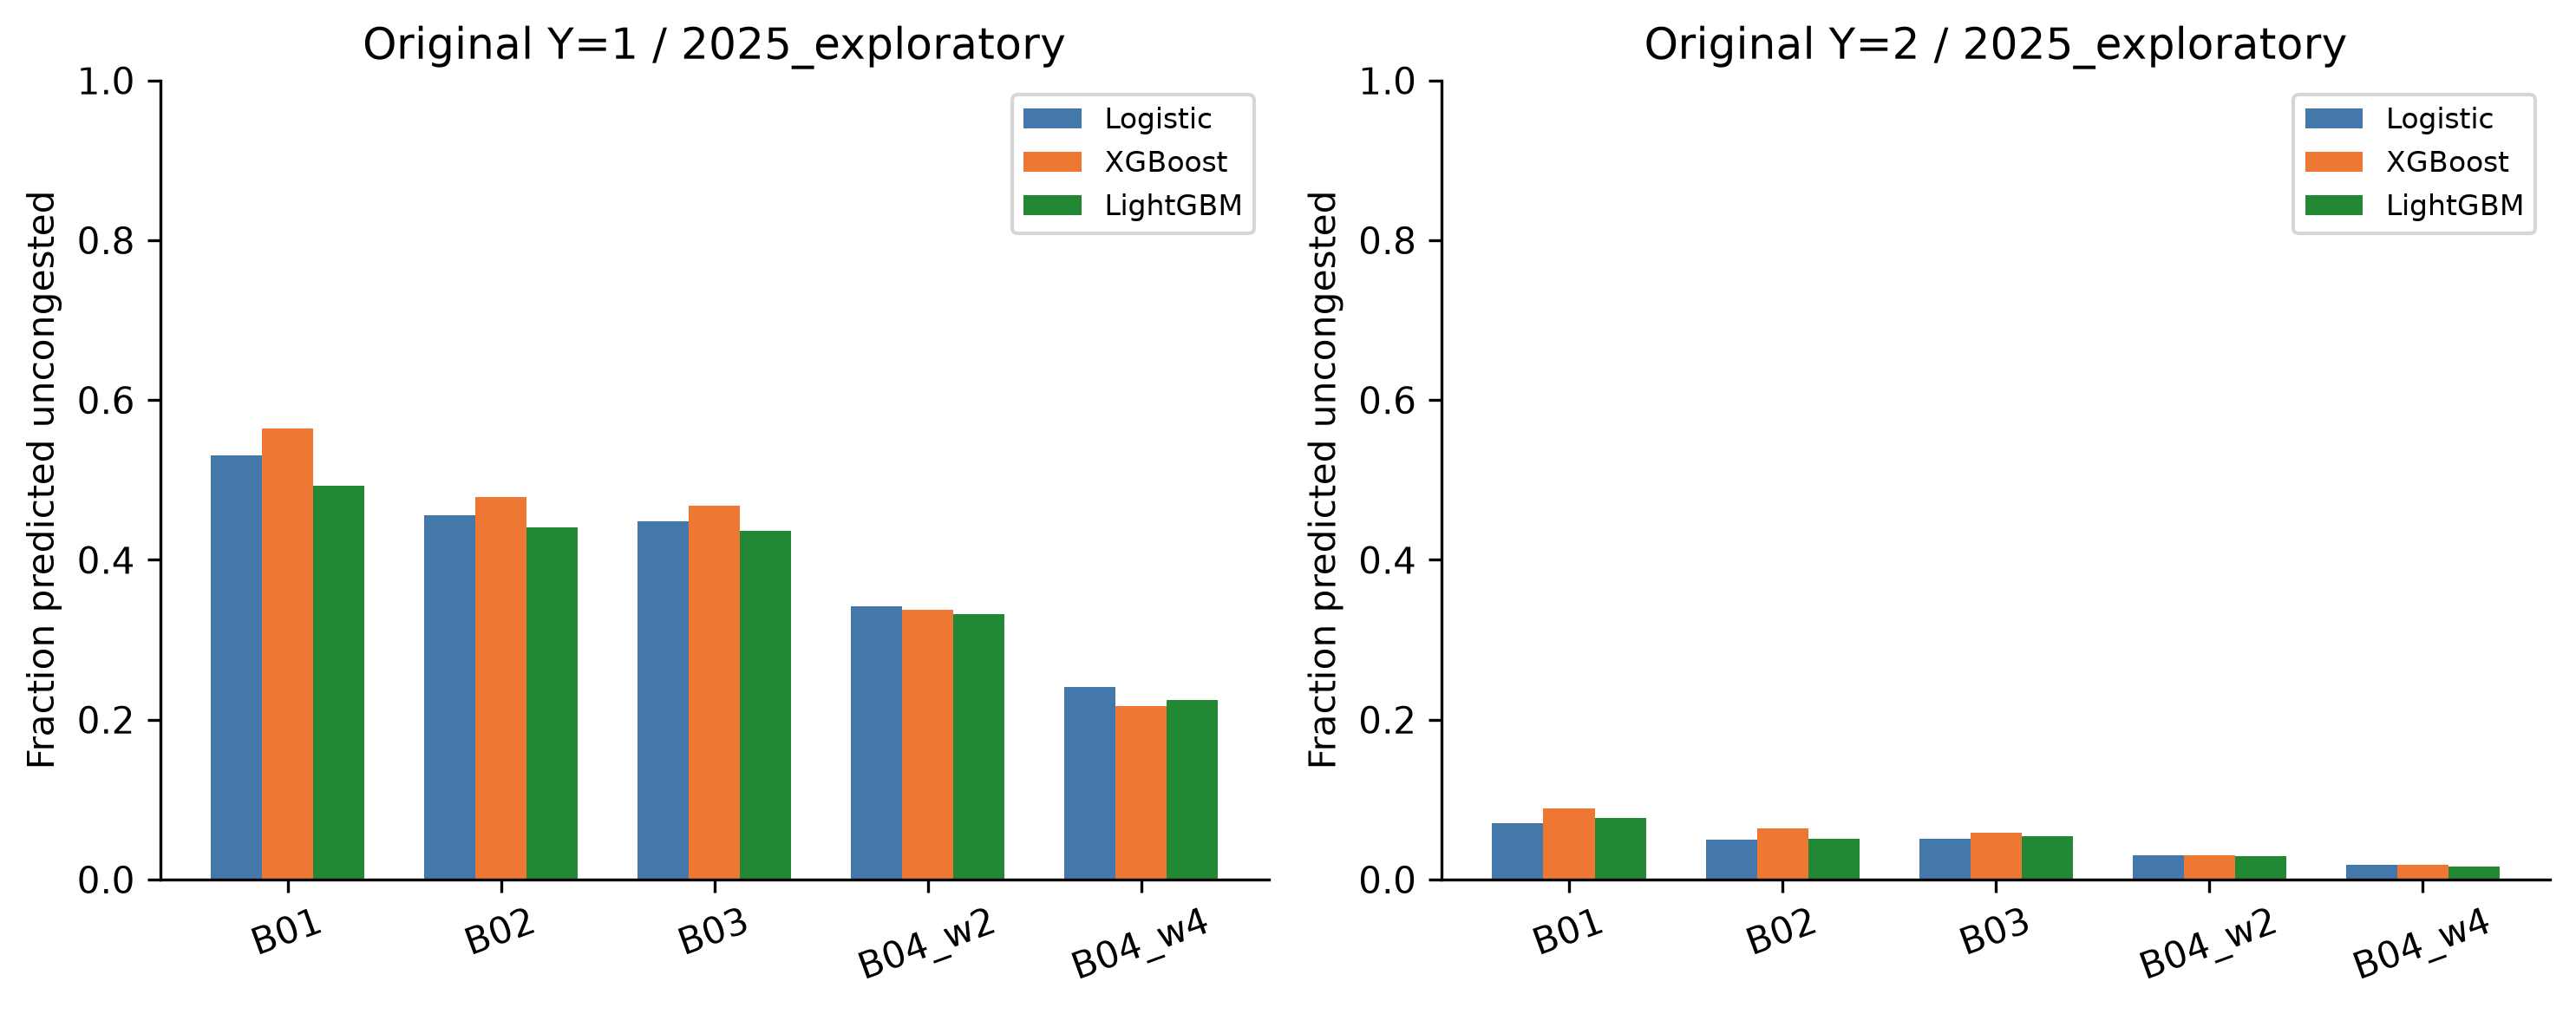 Original Y=1 / 2025_exploratory
Fraction predicted uncongested
1.0
0.8
0.6
0.4
0.2
0.0
Logistic
XGBoost
LightGBM
B01
B02
B03
B04_w2
B04_w4
Original Y=2 / 2025_exploratory
Fraction predicted uncongested
1.0
0.8
0.6
0.4
0.2
0.0
Logistic
XGBoost
LightGBM
B01
B02
B03
B04_w2
B04_w4